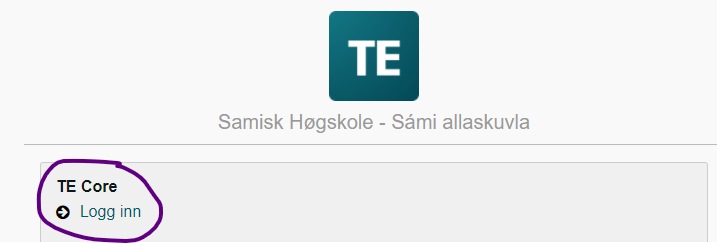 TE
Samisk Høgskole - Sámi allaskuvla
TE Core
Logg inn